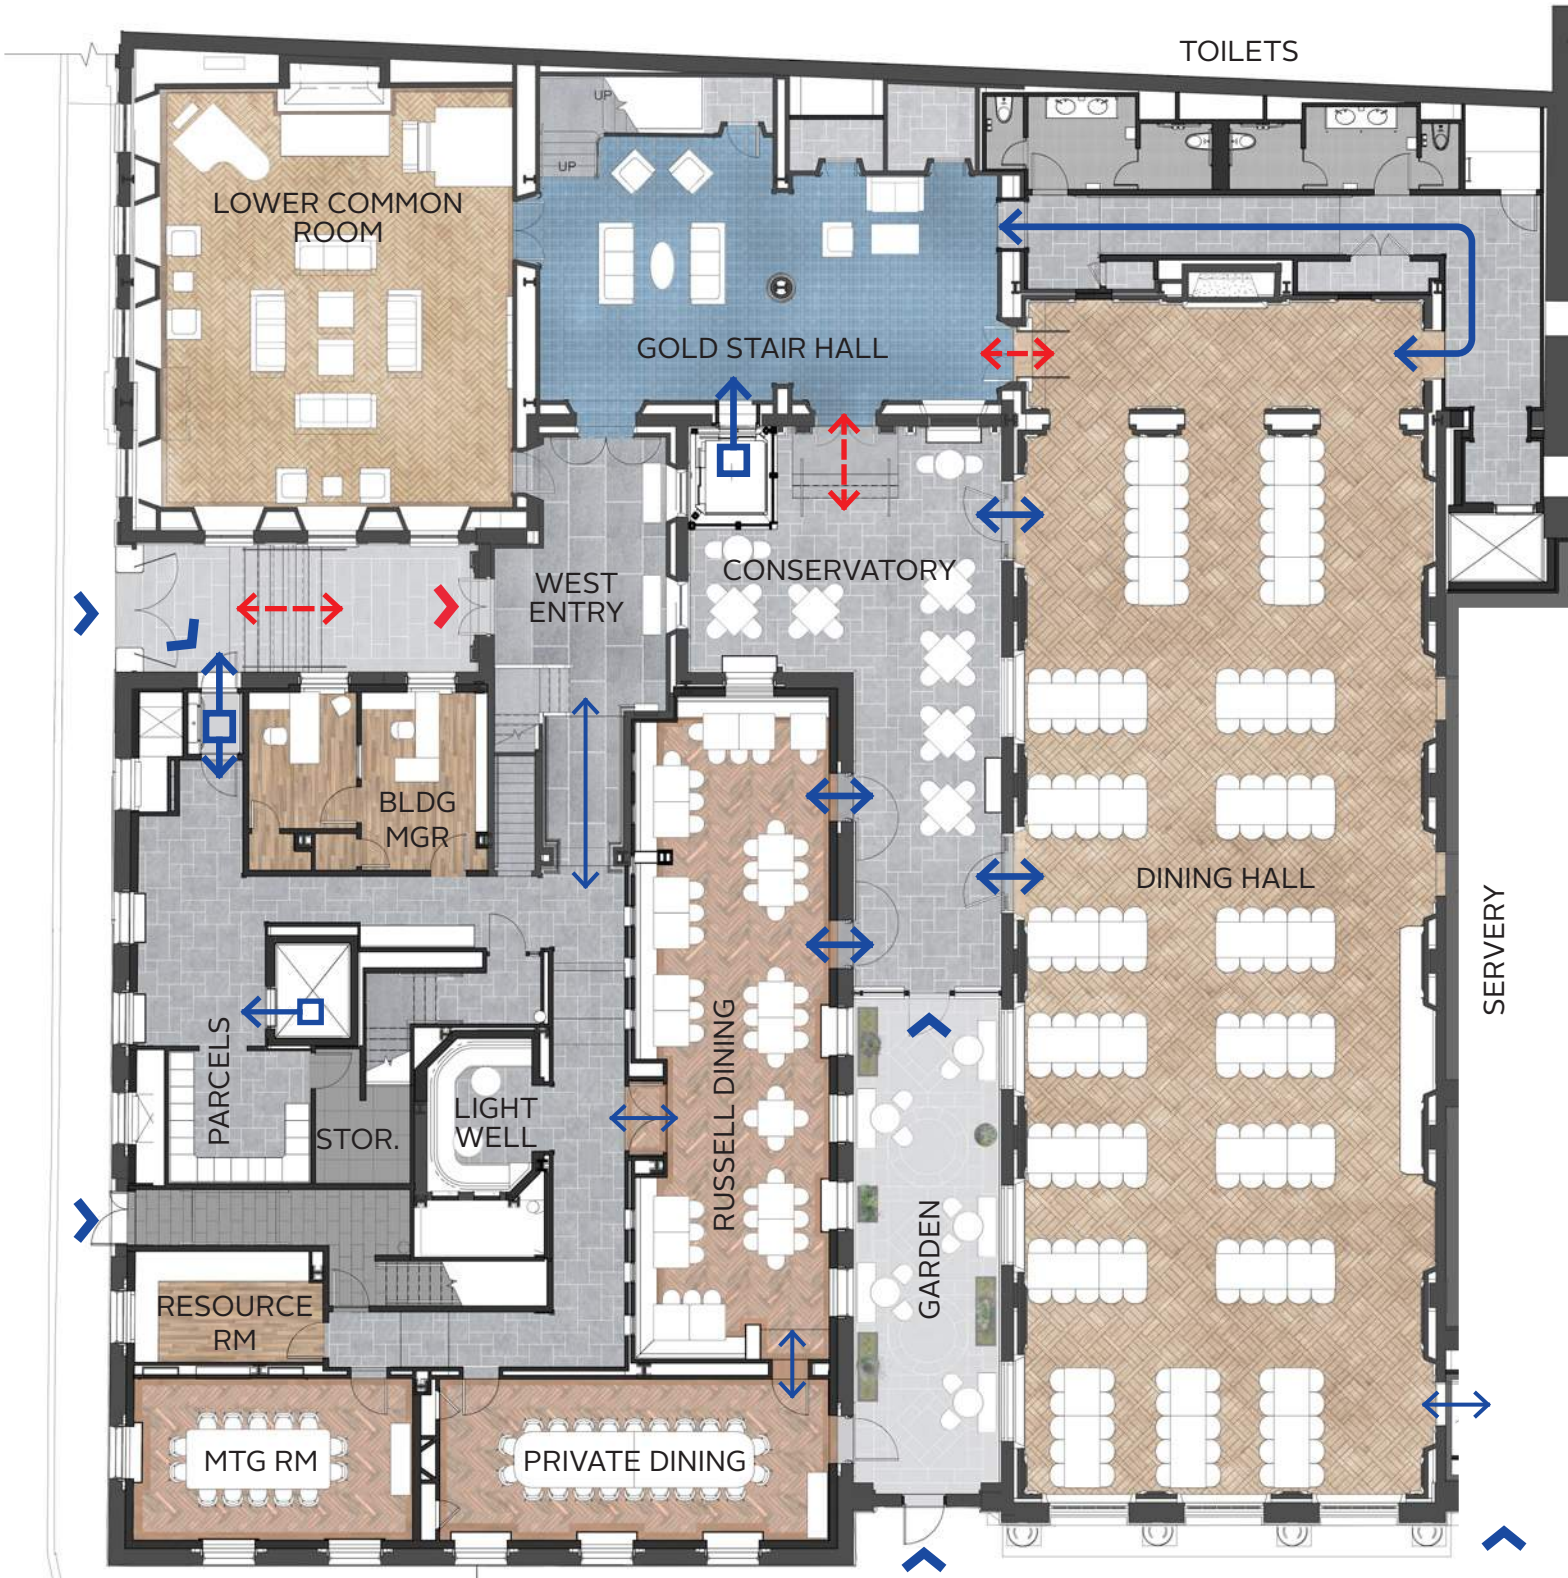 TOILETS
UP
UP
LOWER COMMON
ROOM
GOLD STAIR HALL
WEST
ENTRY
CONSERVATORY
BLDG
MGR
DINING HALL
SERVERY
PARCELS
STOR.
LIGHT
WELL
RUSSELL DINING
GARDEN
RESOURCE
RM
MTG RM
PRIVATE DINING